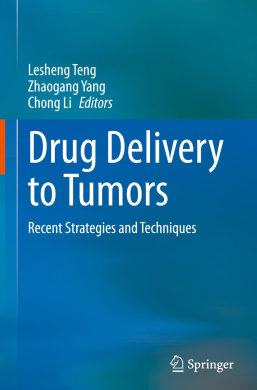 Lesheng Teng
Zhaogang Yang
Chong Li Editors
Drug Delivery
to Tumors
Recent Strategies and Techniques
Springer